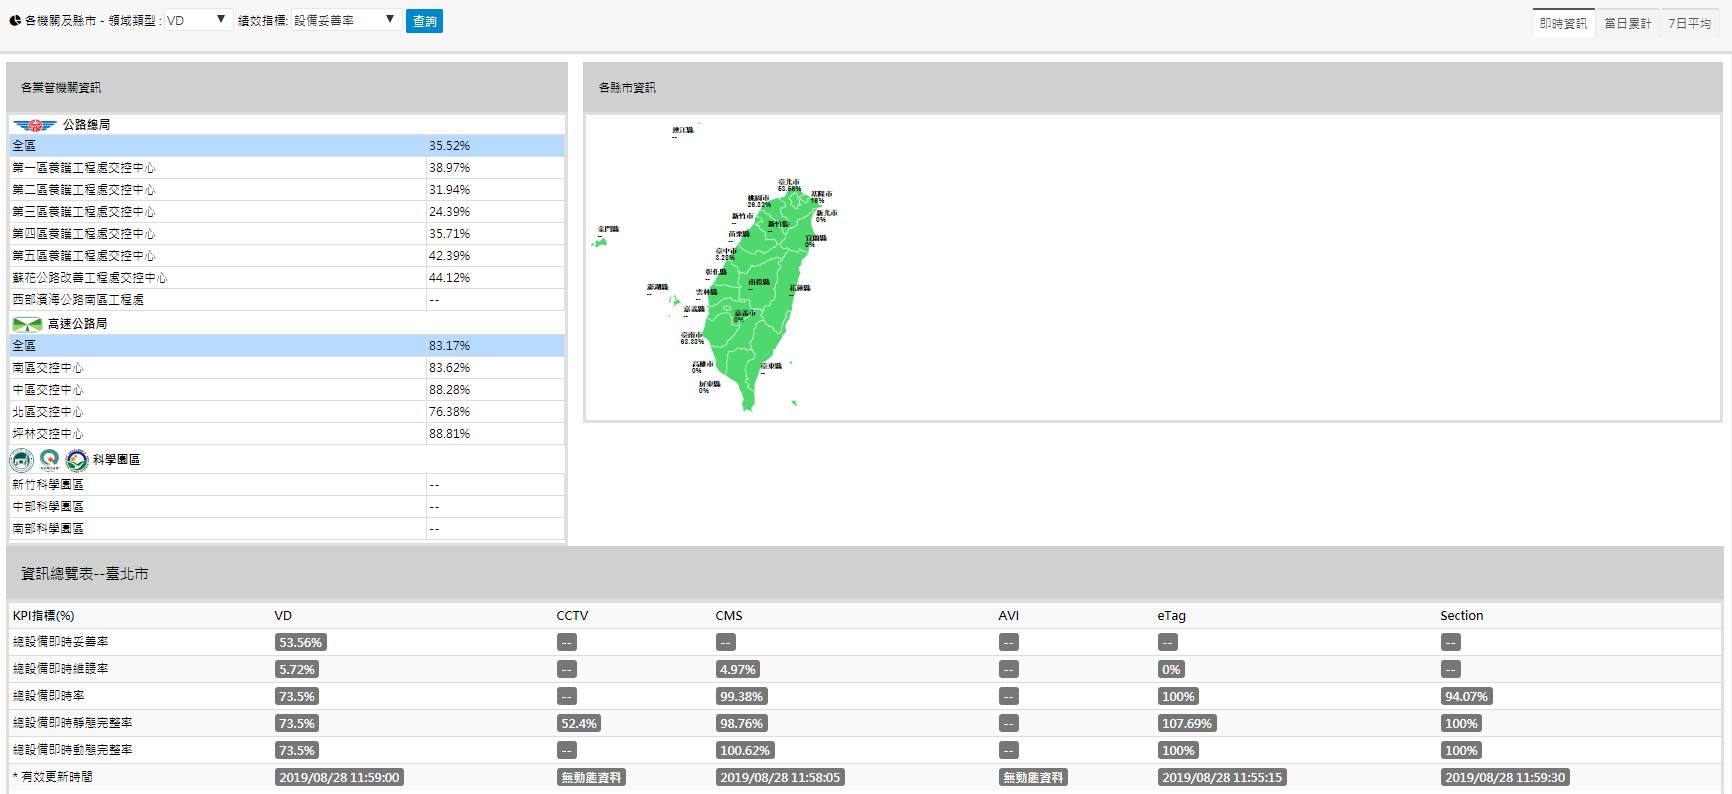 各機關及縣市 - 領域類型 : VD ▼ 績效指標: 設備妥善率 ▼ 查詢
即時資訊 當日累計 7日平均
各業管機關資訊
公路總局
全區 35.52%
第一區養護工程處交控中心 38.97%
第二區養護工程處交控中心 31.94%
第三區養護工程處交控中心 24.39%
第四區養護工程處交控中心 35.71%
第五區養護工程處交控中心 42.39%
蘇花公路改善工程處交控中心 44.12%
西部濱海公路南區工程處 --
高速公路局
全區 83.17%
南區交控中心 83.62%
中區交控中心 88.28%
北區交控中心 76.38%
坪林交控中心 88.81%
科學園區
新竹科學園區 --
中部科學園區 --
南部科學園區 --
各縣市資訊
連江縣
--
臺北市
53.56%
基隆市
16%
桃園市
26.32%
新北市
0%
新竹市
--
新竹縣
--
金門縣
--
苗栗縣
--
宜蘭縣
0%
臺中市
3.28%
彰化縣
--
南投縣
--
花蓮縣
--
澎湖縣
--
雲林縣
--
嘉義縣
--
嘉義市
0%
臺南市
63.33%
高雄市
0%
臺東縣
--
屏東縣
0%
資訊總覽表--臺北市
KPI指標(%) VD CCTV CMS AVI eTag Section
總設備即時妥善率 53.56% -- -- -- -- --
總設備即時維護率 5.72% -- 4.97% -- 0% --
總設備即時率 73.5% -- 99.38% -- 100% 94.07%
總設備即時靜態完整率 73.5% 52.4% 98.76% -- 107.69% 100%
總設備即時動態完整率 73.5% -- 100.62% -- 100% 100%
* 有效更新時間 2019/08/28 11:59:00 無動態資料 2019/08/28 11:58:05 無動態資料 2019/08/28 11:55:15 2019/08/28 11:59:30